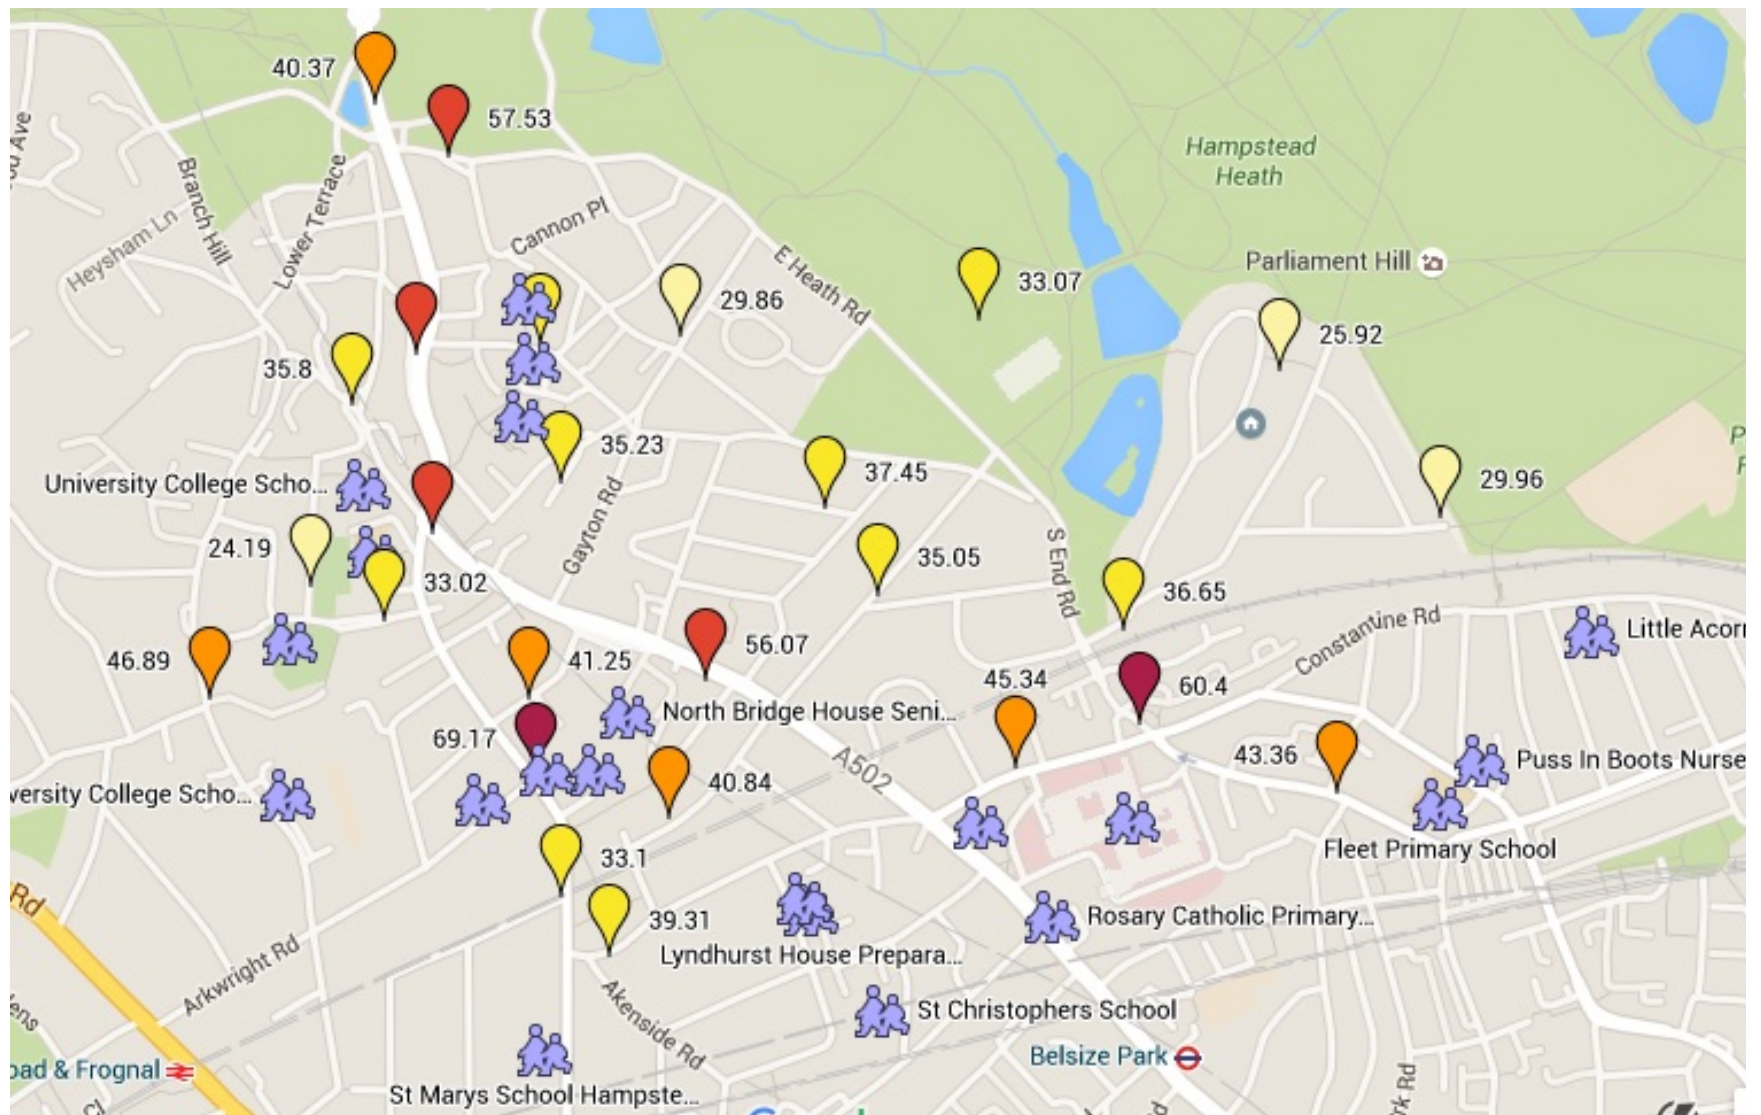 40.37
57.53
Hampstead
Heath
Branch Hill
Lower Terrace
Cannon Pl
Heysham Ln
E Heath Rd
Parliament Hill
33.07
29.86
25.92
35.8
35.23
37.45
29.96
University College Scho...
Gayton Rd
24.19
33.02
35.05
S End Rd
36.65
Constantine Rd
Little Acor
46.89
41.25
56.07
45.34
60.4
North Bridge House Seni...
69.17
A502
43.36
Puss In Boots Nurse
40.84
versity College Scho...
Fleet Primary School
33.1
Rd
39.31
Rosary Catholic Primary...
Lyndhurst House Prepara...
Arkwright Rd
Akenside Rd
St Christophers School
Belsize Park
oad & Frognal
St Marys School Hampste...